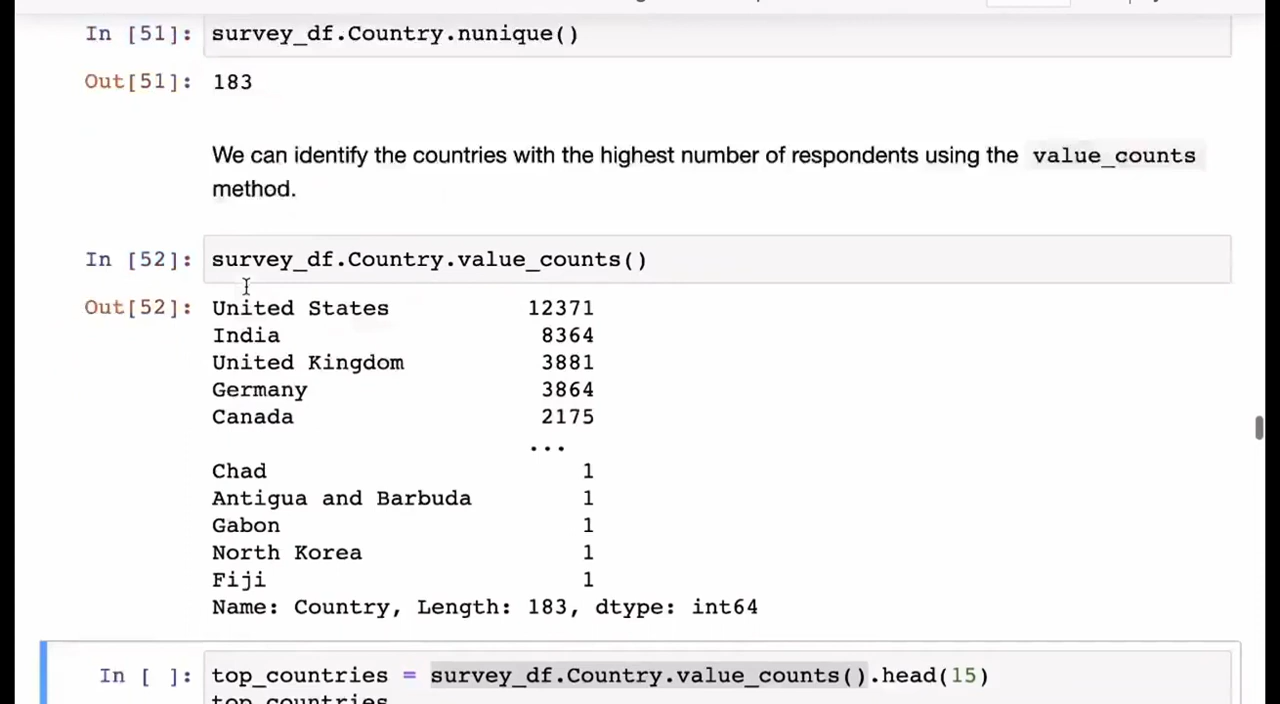 In [51]: survey_df.Country.nunique()
Out[51]: 183
We can identify the countries with the highest number of respondents using the value_counts
method.
In [52]: survey_df.Country.value_counts()
Out[52]: United States 12371
India 8364
United Kingdom 3881
Germany 3864
Canada 2175
...
Chad 1
Antigua and Barbuda 1
Gabon 1
North Korea 1
Fiji 1
Name: Country, Length: 183, dtype: int64
In [ ]: top_countries = survey_df.Country.value_counts().head(15)
top_countries